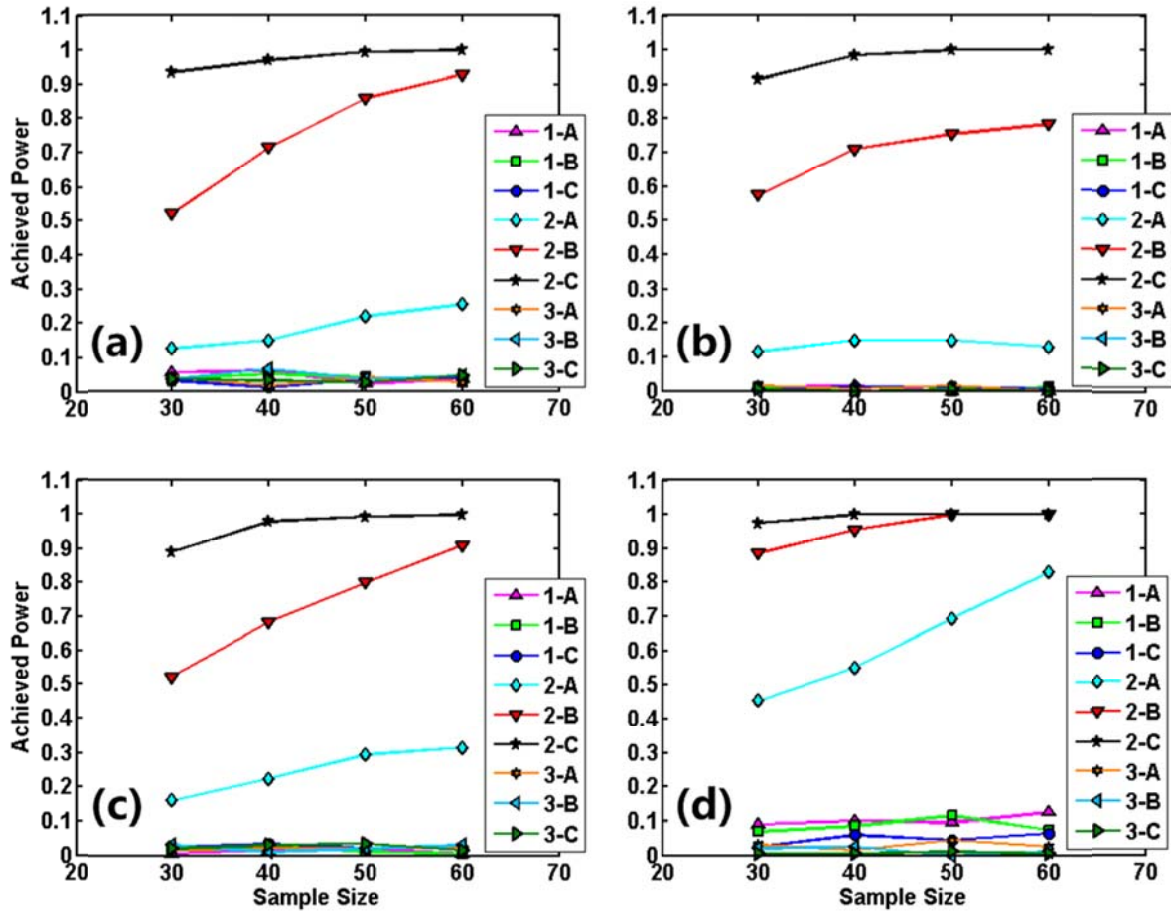 1.1
1
0.9
0.8
0.7
0.6
0.5
0.4
0.3
0.2
0.1
0
Achieved Power
(a)
1-A
1-B
1-C
2-A
2-B
2-C
3-A
3-B
3-C
20 30 40 50 60 70
1.1
1
0.9
0.8
0.7
0.6
0.5
0.4
0.3
0.2
0.1
0
(b)
1-A
1-B
1-C
2-A
2-B
2-C
3-A
3-B
3-C
20 30 40 50 60 70
1.1
1
0.9
0.8
0.7
0.6
0.5
0.4
0.3
0.2
0.1
0
Achieved Power
(c)
1-A
1-B
1-C
2-A
2-B
2-C
3-A
3-B
3-C
20 30 40 50 60 70
Sample Size
1.1
1
0.9
0.8
0.7
0.6
0.5
0.4
0.3
0.2
0.1
0
(d)
1-A
1-B
1-C
2-A
2-B
2-C
3-A
3-B
3-C
20 30 40 50 60 70
Sample Size